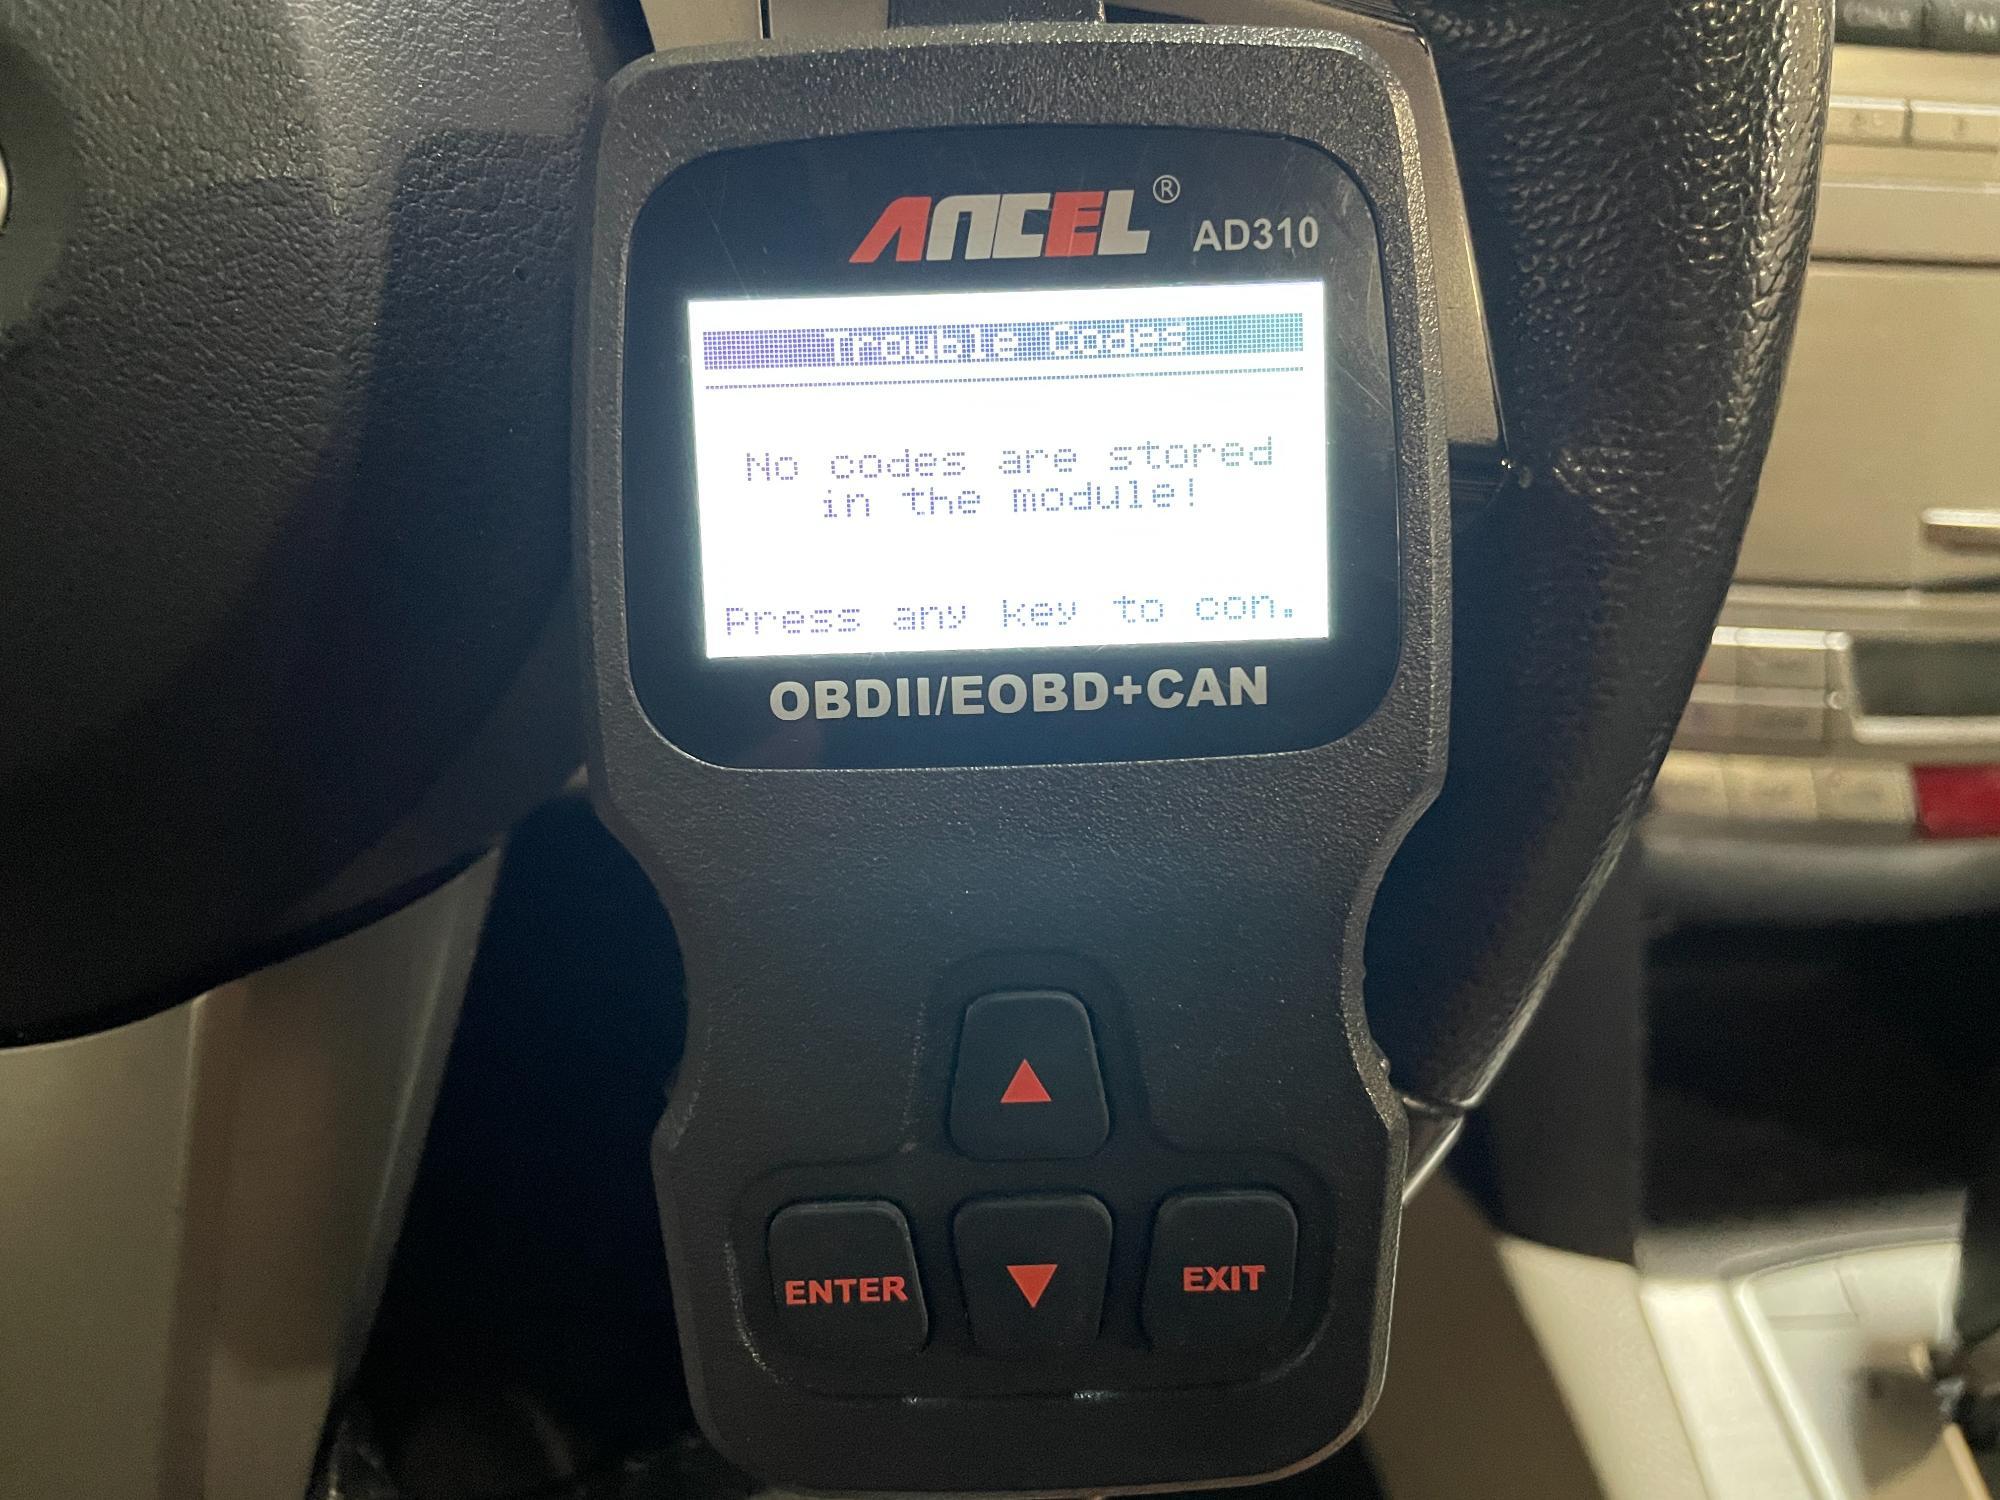 ANCEL®
AD310
Trouble Codes
No codes are stored
in the module!
Press any key to con.
OBDII/EOBD+CAN
ENTER
EXIT